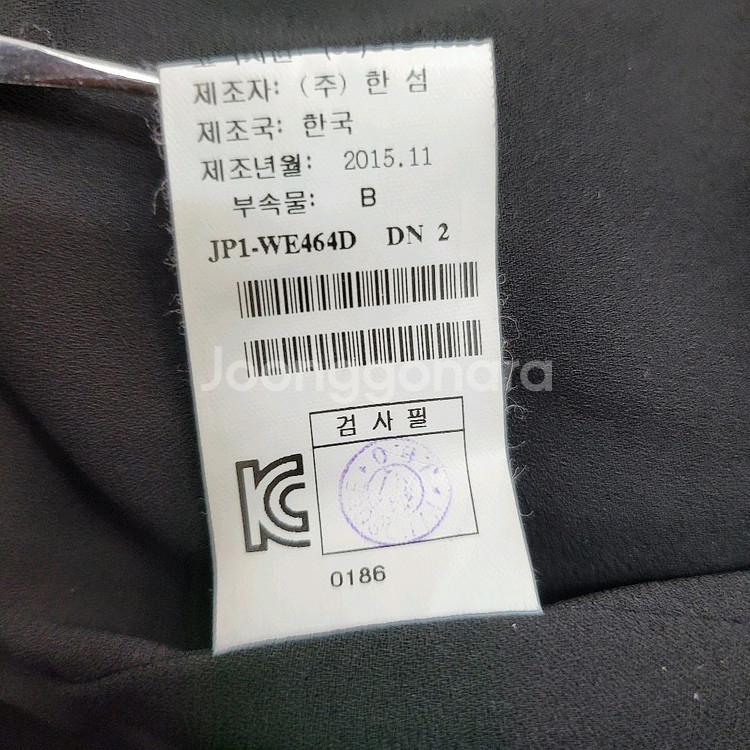 제조자: (주) 한 섬
제조국: 한국
제조년월: 2015.11
부속물: B
JP1-WE464D DN 2
Joonggonara
검 사 필
0186